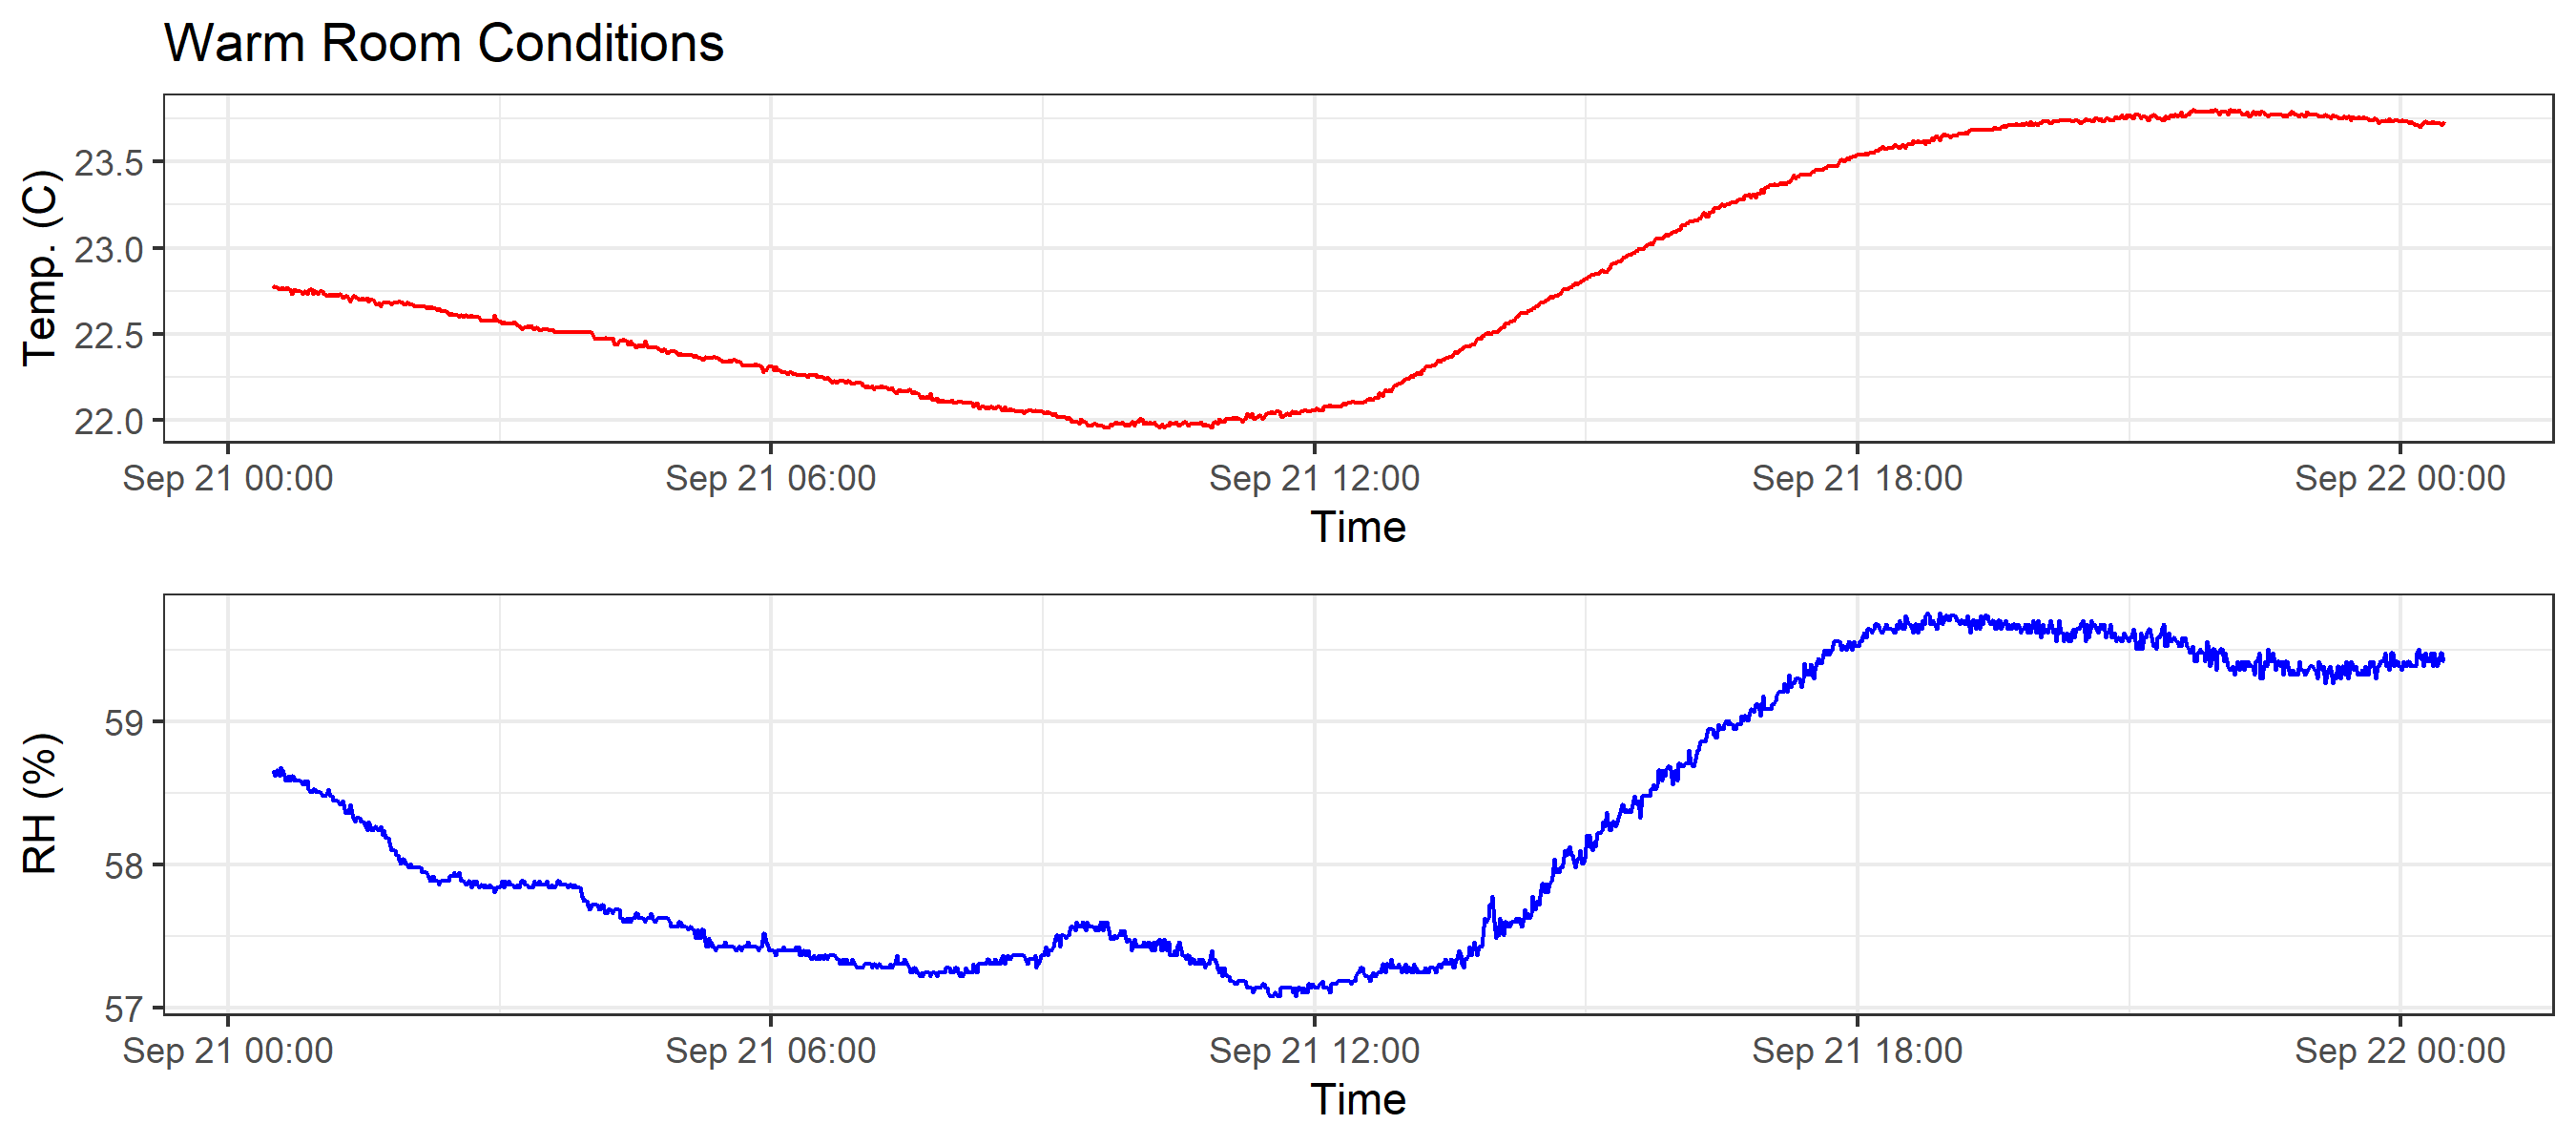 Warm Room Conditions
Temp. (C)
23.5
23.0
22.5
22.0
Sep 21 00:00 Sep 21 06:00 Sep 21 12:00 Sep 21 18:00 Sep 22 00:00
Time
RH (%)
59
58
57
Sep 21 00:00 Sep 21 06:00 Sep 21 12:00 Sep 21 18:00 Sep 22 00:00
Time